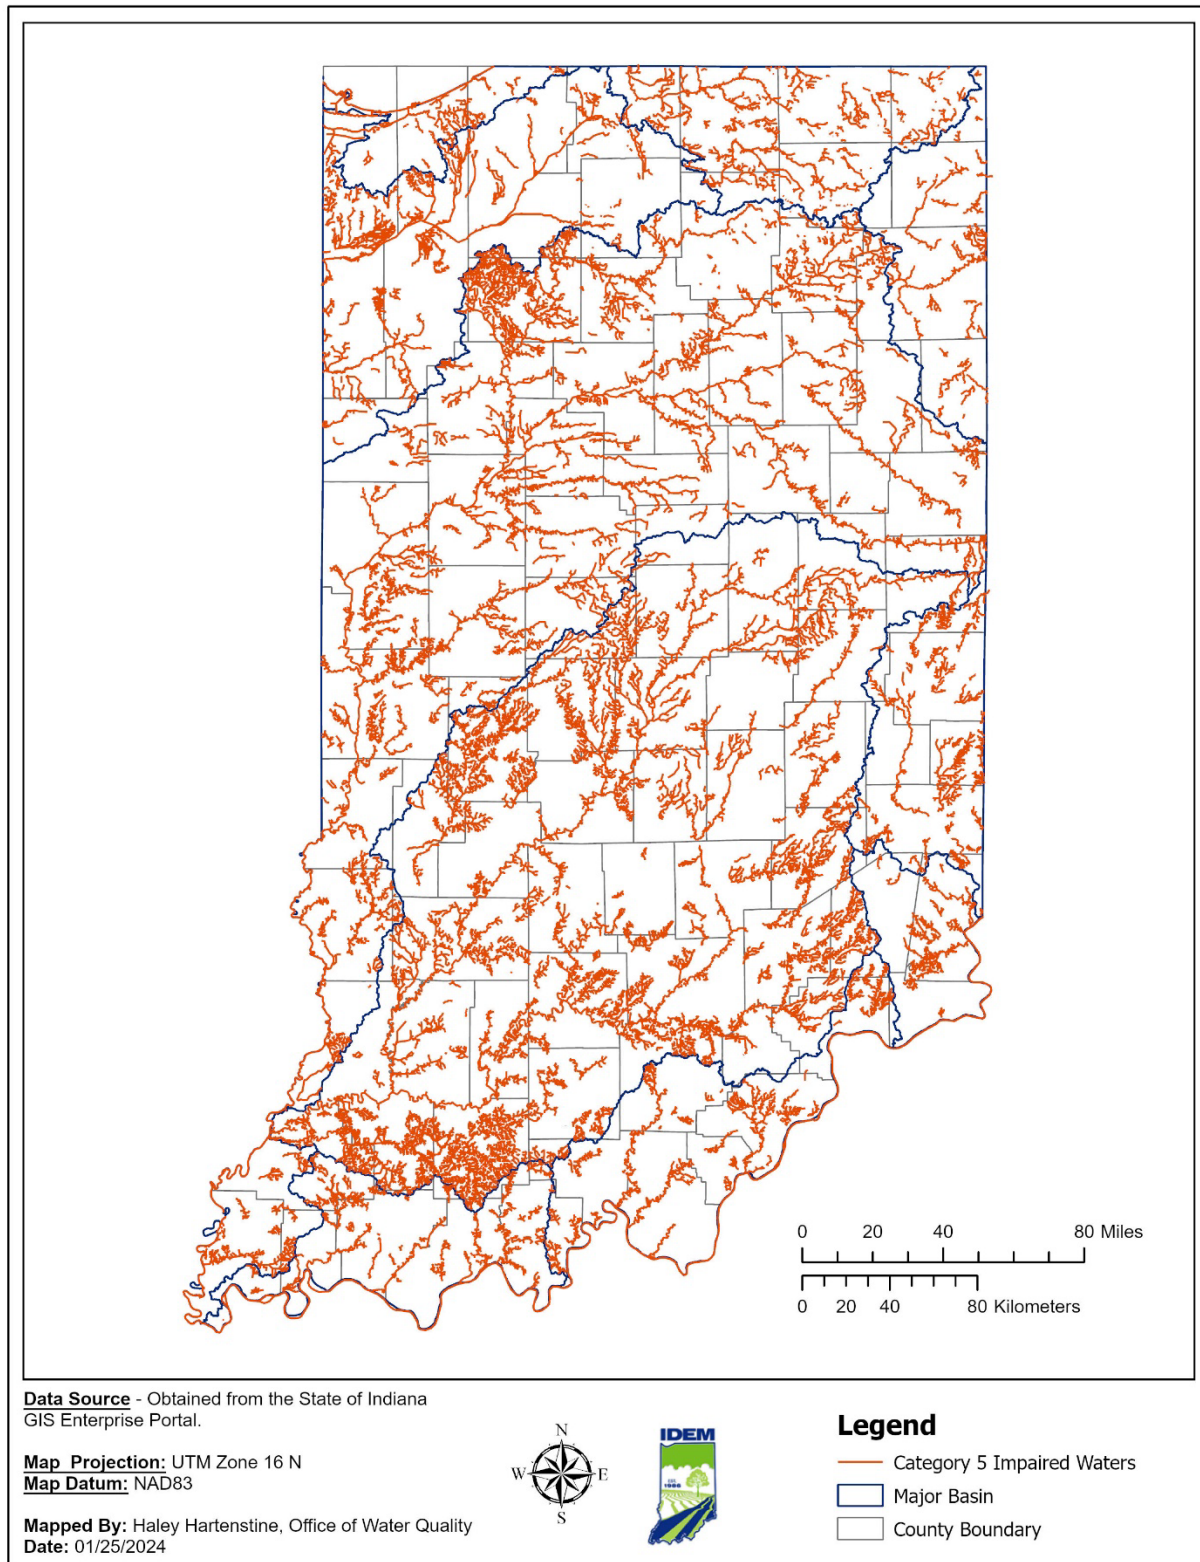 0 20 40 80 Miles
0 20 40 80 Kilometers
Data Source - Obtained from the State of Indiana
GIS Enterprise Portal.
Map Projection: UTM Zone 16 N
Map Datum: NAD83
Mapped By: Haley Hartenstine, Office of Water Quality
Date: 01/25/2024
N
W E
S
IDEM
EST.
1986
Legend
Category 5 Impaired Waters
Major Basin
County Boundary